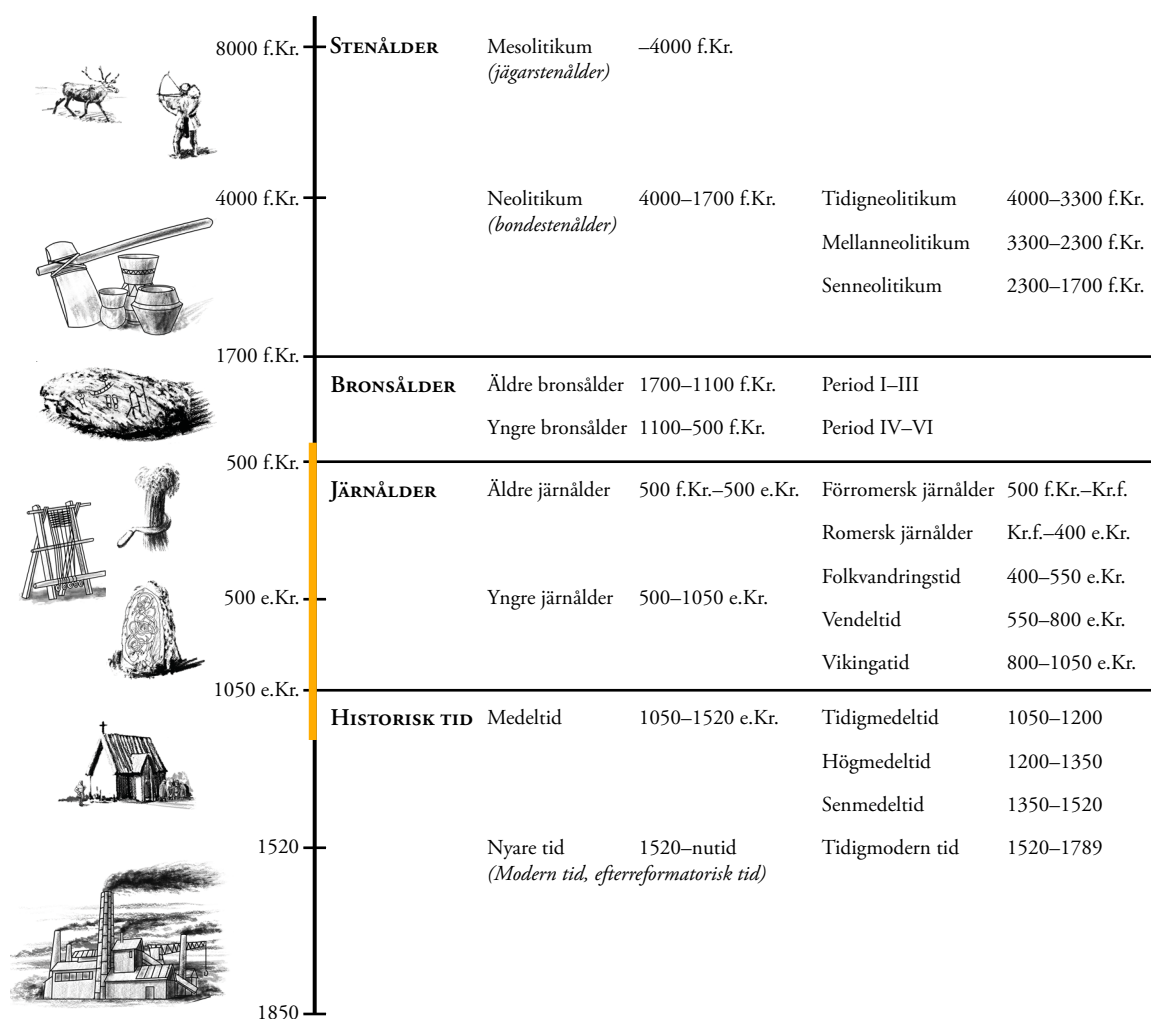 8000 f.Kr. STENÅLDER Mesolitikum –4000 f.Kr.
(jägarstenålder)
4000 f.Kr. Neolitikum 4000–1700 f.Kr. Tidigneolitikum 4000–3300 f.Kr.
(bondestenålder)
Mellanneolitikum 3300–2300 f.Kr.
Senneolitikum 2300–1700 f.Kr.
1700 f.Kr.
BRONSÅLDER Äldre bronsålder 1700–1100 f.Kr. Period I–III
Yngre bronsålder 1100–500 f.Kr. Period IV–VI
500 f.Kr.
JÄRNÅLDER Äldre järnålder 500 f.Kr.–500 e.Kr. Förromersk järnålder 500 f.Kr.–Kr.f.
Romersk järnålder Kr.f.–400 e.Kr.
Folkvandringstid 400–550 e.Kr.
500 e.Kr. Yngre järnålder 500–1050 e.Kr.
Vendeltid 550–800 e.Kr.
Vikingatid 800–1050 e.Kr.
1050 e.Kr.
HISTORISK TID Medeltid 1050–1520 e.Kr. Tidigmedeltid 1050–1200
Högmedeltid 1200–1350
Senmedeltid 1350–1520
1520 Nyare tid 1520–nutid Tidigmodern tid 1520–1789
(Modern tid, efterreformatorisk tid)
1850